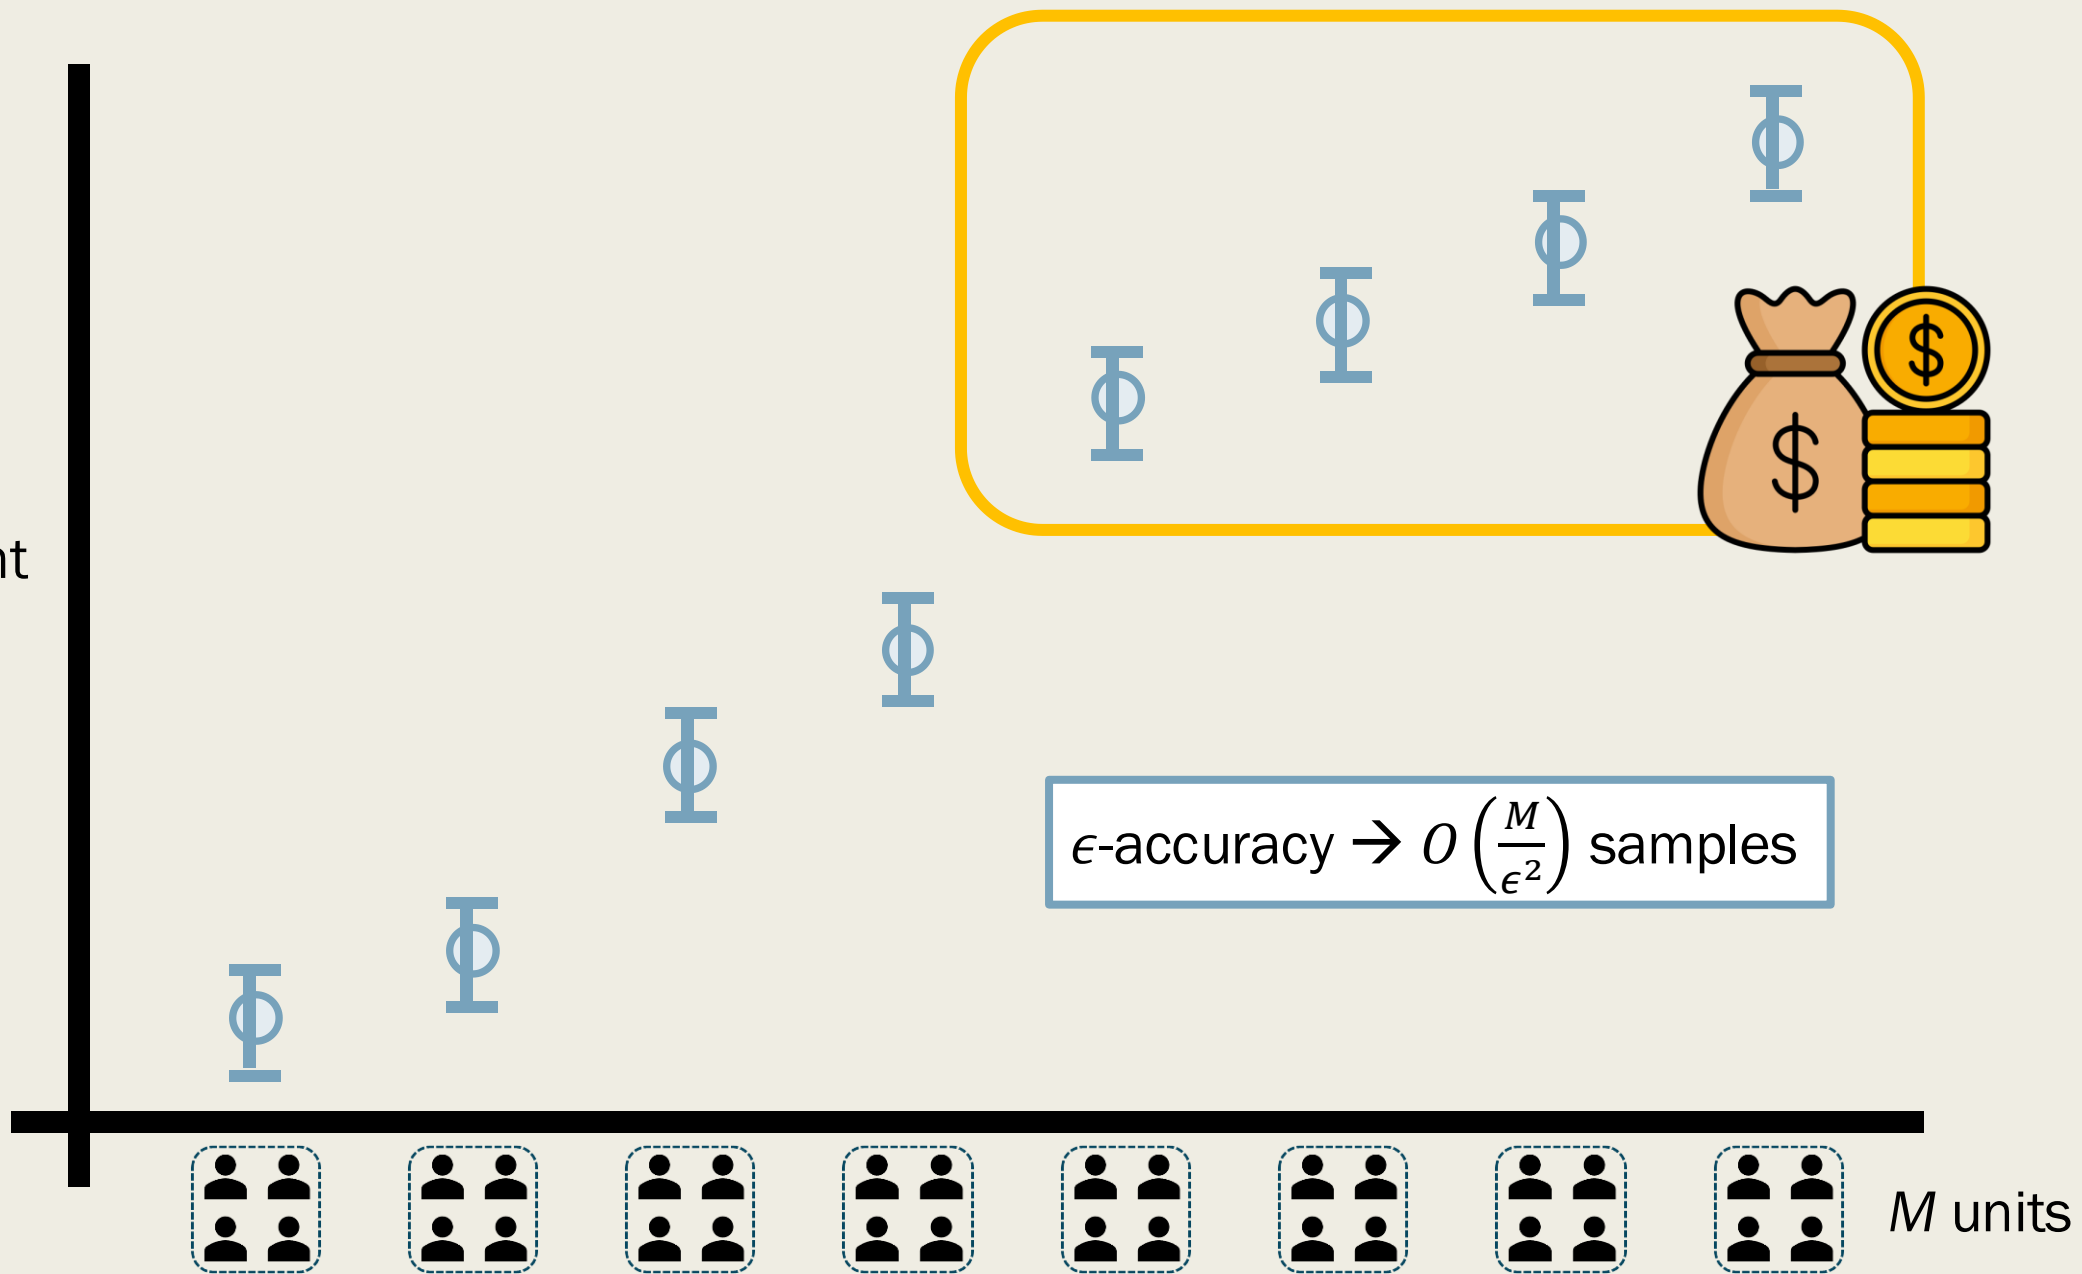 nt
ϵ-accuracy → O(M/ϵ²) samples
M units
$
$